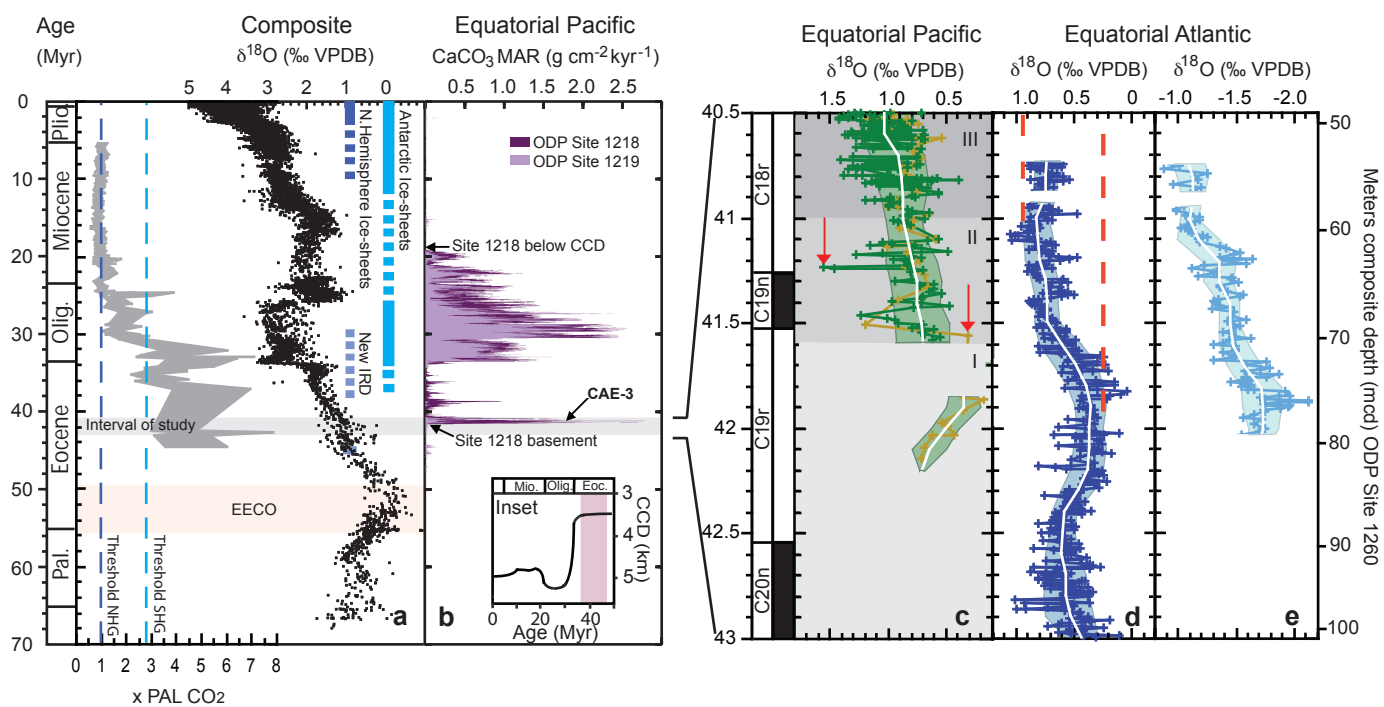 Age
(Myr)
Composite
δ18O (‰ VPDB)
5 4 3 2 1 0
Equatorial Pacific
CaCO3 MAR (g cm-2 kyr-1)
0.5 1.0 1.5 2.0 2.5
Equatorial Pacific
δ18O (‰ VPDB)
1.5 1.0 0.5
Equatorial Atlantic
δ18O (‰ VPDB)
1.0 0.5 0
δ18O (‰ VPDB)
-1.0 -1.5 -2.0
0
10
20
30
40
50
60
70
Plio.
Miocene
Olig.
Eocene
Pal.
N.Hemisphere Ice-sheets
Antarctic Ice-sheets
New IRD
Interval of study
EECO
Threshold NHG
Threshold SHG
a
0 1 2 3 4 5 6 7 8
x PAL CO2
ODP Site 1218
ODP Site 1219
Site 1218 below CCD
CAE-3
Site 1218 basement
b
Mio. Olig. Eoc.
Inset
3
4
5
CCD (km)
0 20 40
Age (Myr)
40.5
41
41.5
42
42.5
43
C18r
C19n
C19r
C20n
III
II
I
c
d
e
50
60
70
80
90
100
Meters composite depth (mcd) ODP Site 1260